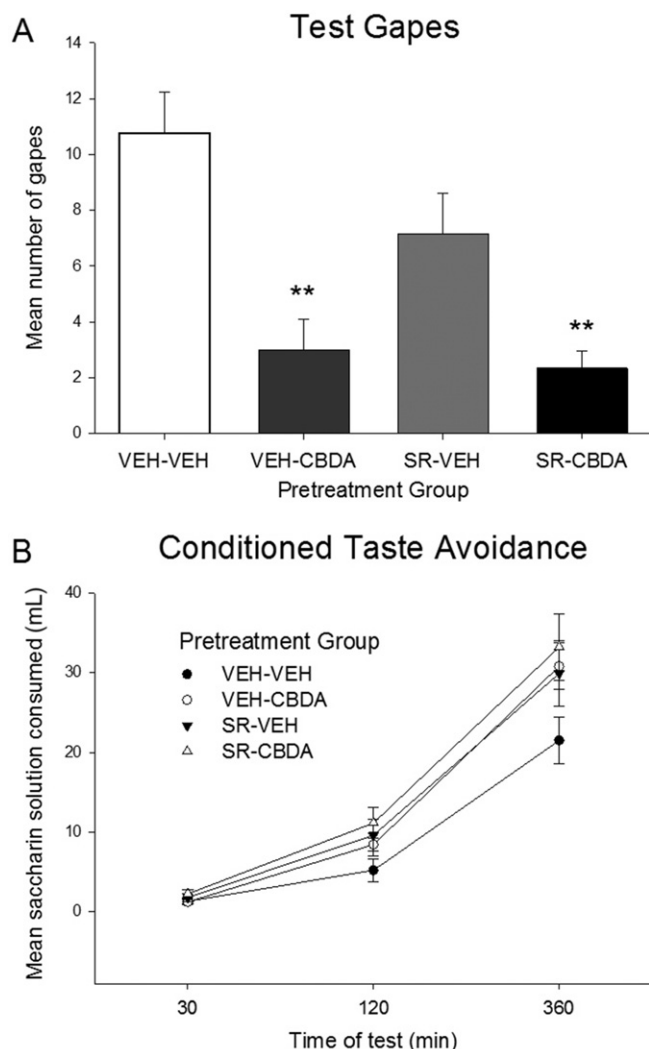 A
Test Gapes
14
12
10
8
6
4
2
0
Mean number of gapes
**
**
VEH-VEH VEH-CBDA SR-VEH SR-CBDA
Pretreatment Group
B
Conditioned Taste Avoidance
40
30
20
10
0
Mean saccharin solution consumed (mL)
Pretreatment Group
VEH-VEH
VEH-CBDA
SR-VEH
SR-CBDA
30 120 360
Time of test (min)